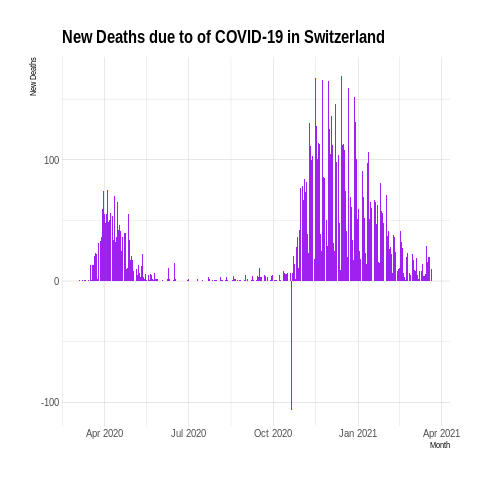 New Deaths due to of COVID-19 in Switzerland
New Deaths
100
0
-100
Apr 2020 Jul 2020 Oct 2020 Jan 2021 Apr 2021
Month